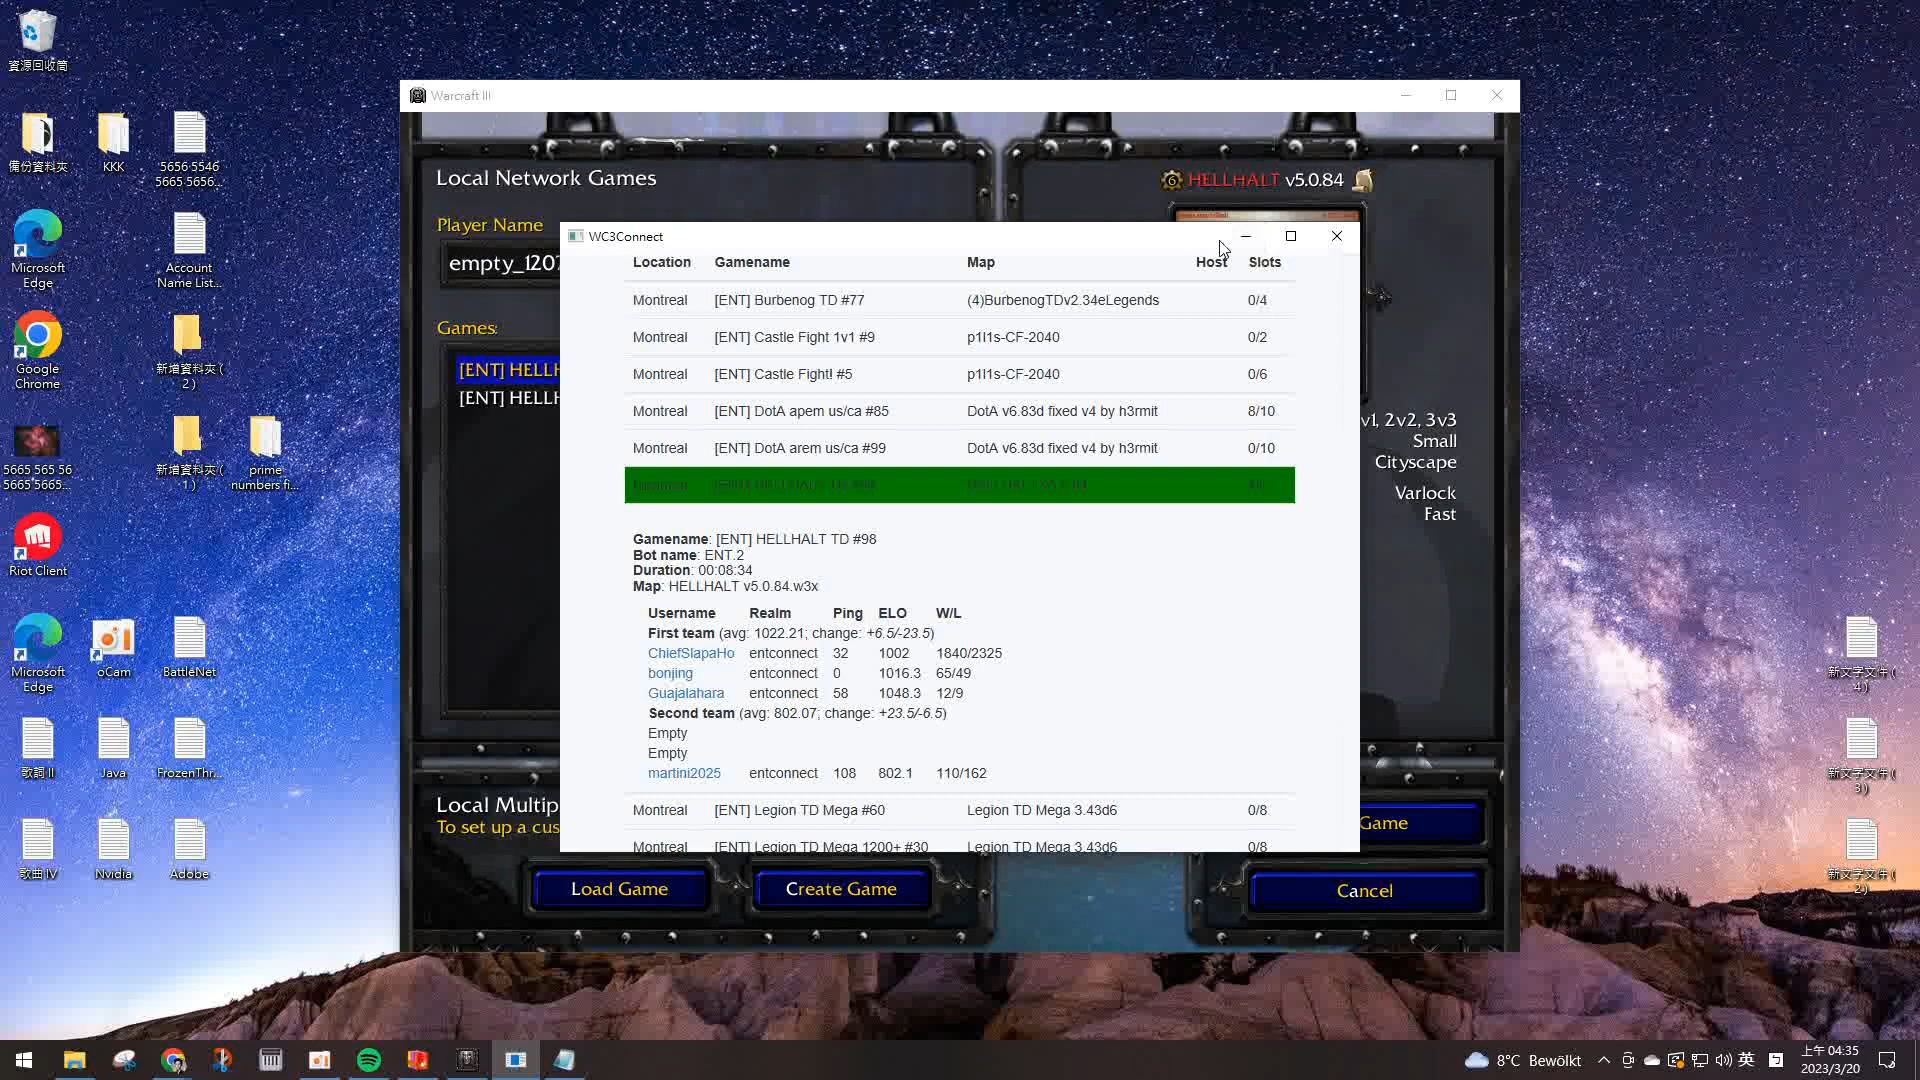 資源回收筒
備份資料夾
KKK
5656 5546
5665 5656...
Microsoft
Edge
Account
Name List...
Google
Chrome
新增資料夾 (
2 )
5665 565 56
5665 5665...
新增資料夾 (
1 )
prime
numbers fi...
Riot Client
Microsoft
Edge
oCam
BattleNet
歌詞 II
Java
FrozenThr...
歌曲 IV
Nvidia
Adobe
Warcraft III
Local Network Games
HELLHALT v5.0.84
Player Name
empty_120
Games:
[ENT] HELLH
[ENT] HELLH
v1, 2v2, 3v3
Small
Cityscape
Varlock
Fast
Local Multip
To set up a cus
Game
Load Game
Create Game
Cancel
WC3Connect
Location Gamename Map Host Slots
Montreal [ENT] Burbenog TD #77 (4)BurbenogTDv2.34eLegends 0/4
Montreal [ENT] Castle Fight 1v1 #9 p1l1s-CF-2040 0/2
Montreal [ENT] Castle Fight! #5 p1l1s-CF-2040 0/6
Montreal [ENT] DotA apem us/ca #85 DotA v6.83d fixed v4 by h3rmit 8/10
Montreal [ENT] DotA arem us/ca #99 DotA v6.83d fixed v4 by h3rmit 0/10
Gamename: [ENT] HELLHALT TD #98
Bot name: ENT.2
Duration: 00:08:34
Map: HELLHALT v5.0.84.w3x
Username Realm Ping ELO W/L
First team (avg: 1022.21; change: +6.5/-23.5)
ChiefSlapaHo entconnect 32 1002 1840/2325
bonjing entconnect 0 1016.3 65/49
Guajalahara entconnect 58 1048.3 12/9
Second team (avg: 802.07; change: +23.5/-6.5)
Empty
Empty
martini2025 entconnect 108 802.1 110/162
Montreal [ENT] Legion TD Mega #60 Legion TD Mega 3.43d6 0/8
Montreal [ENT] Legion TD Mega 1200+ #30 Legion TD Mega 3.43d6 0/8
新文字文件 (
4 )
新文字文件 (
3 )
新文字文件 (
2 )
8°C Bewölkt
英
上午 04:35
2023/3/20